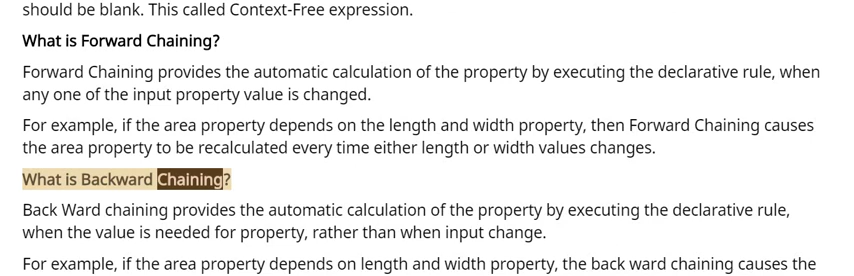 should be blank. This called Context-Free expression.
What is Forward Chaining?
Forward Chaining provides the automatic calculation of the property by executing the declarative rule, when
any one of the input property value is changed.
For example, if the area property depends on the length and width property, then Forward Chaining causes
the area property to be recalculated every time either length or width values changes.
What is Backward Chaining?
Back Ward chaining provides the automatic calculation of the property by executing the declarative rule,
when the value is needed for property, rather than when input change.
For example, if the area property depends on length and width property, the back ward chaining causes the